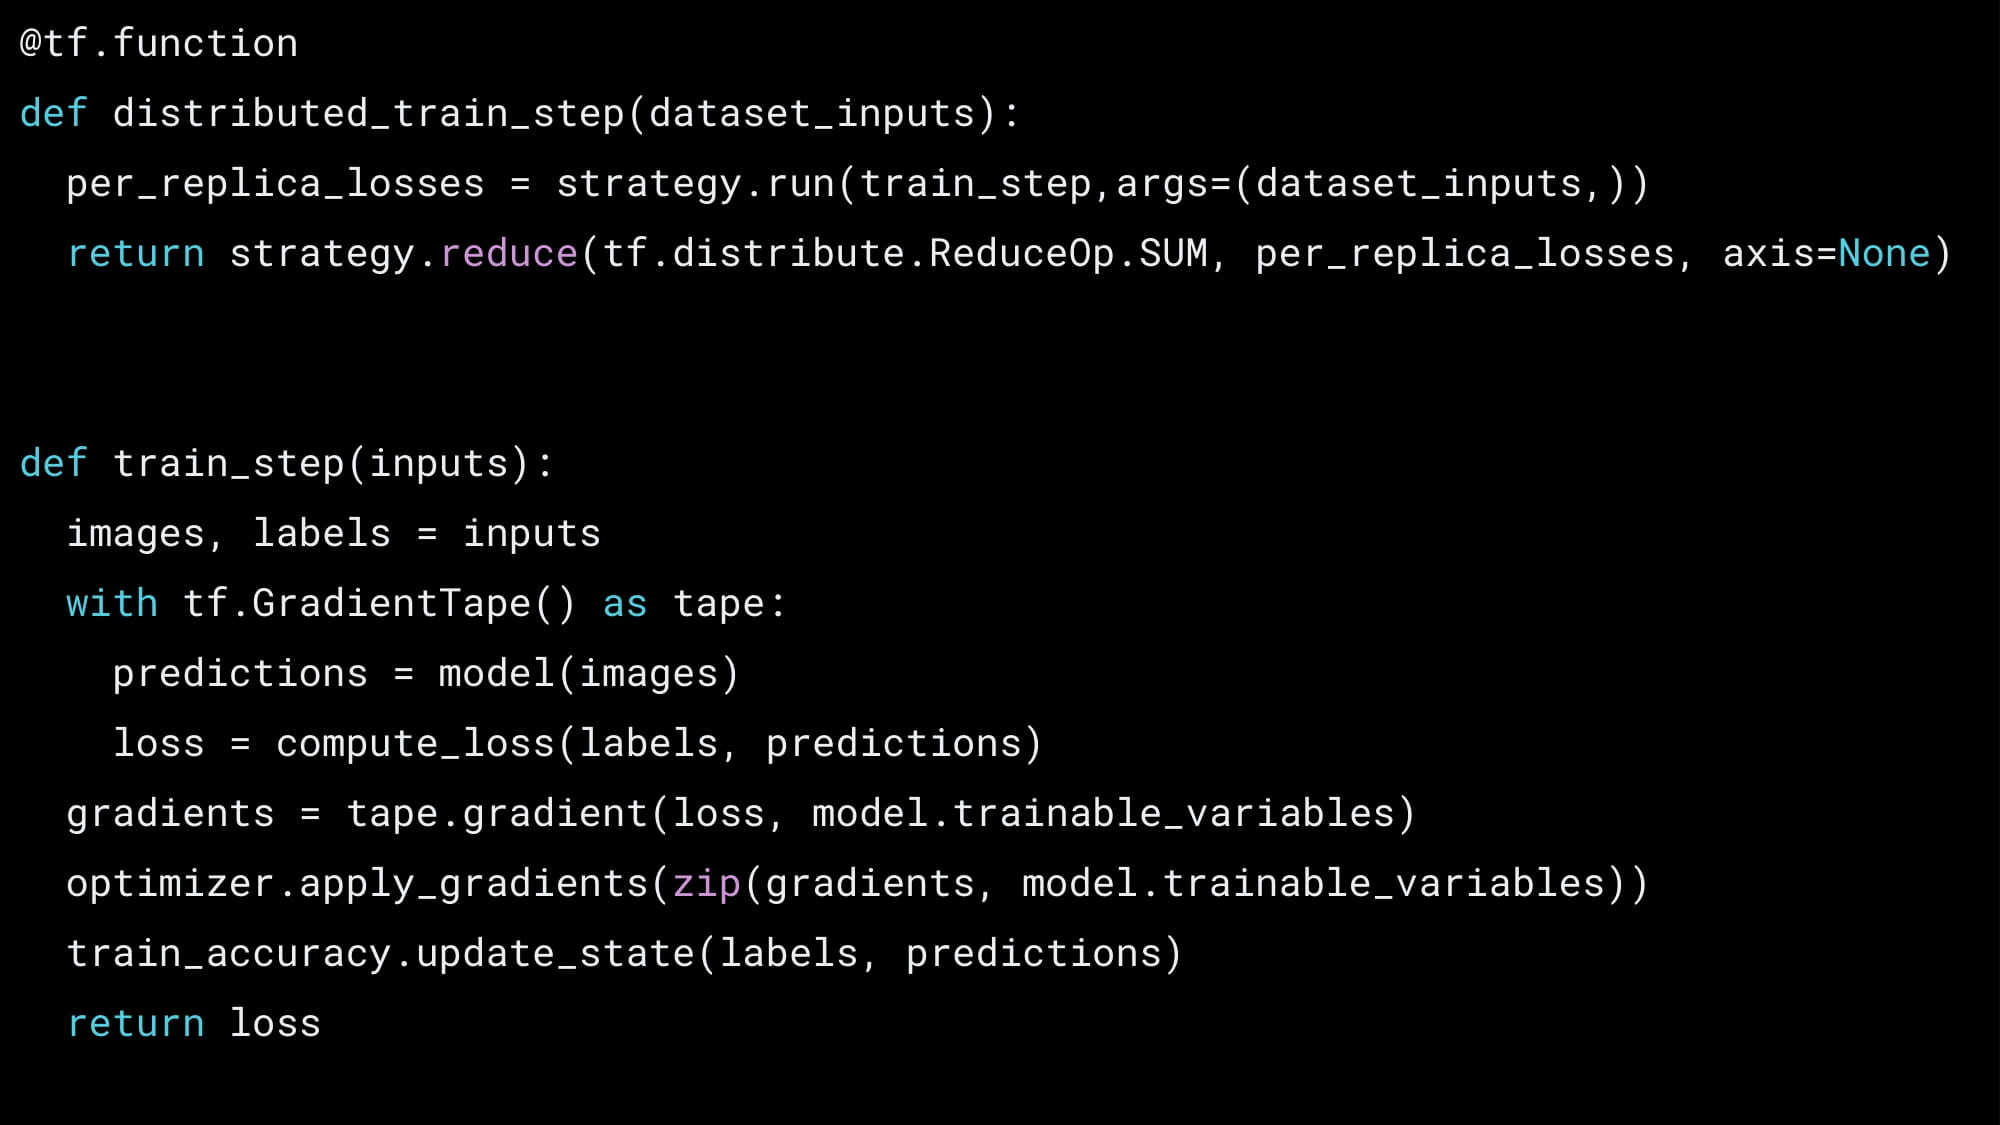 @tf.function
def distributed_train_step(dataset_inputs):
  per_replica_losses = strategy.run(train_step,args=(dataset_inputs,))
  return strategy.reduce(tf.distribute.ReduceOp.SUM, per_replica_losses, axis=None)
def train_step(inputs):
  images, labels = inputs
  with tf.GradientTape() as tape:
    predictions = model(images)
    loss = compute_loss(labels, predictions)
  gradients = tape.gradient(loss, model.trainable_variables)
  optimizer.apply_gradients(zip(gradients, model.trainable_variables))
  train_accuracy.update_state(labels, predictions)
  return loss